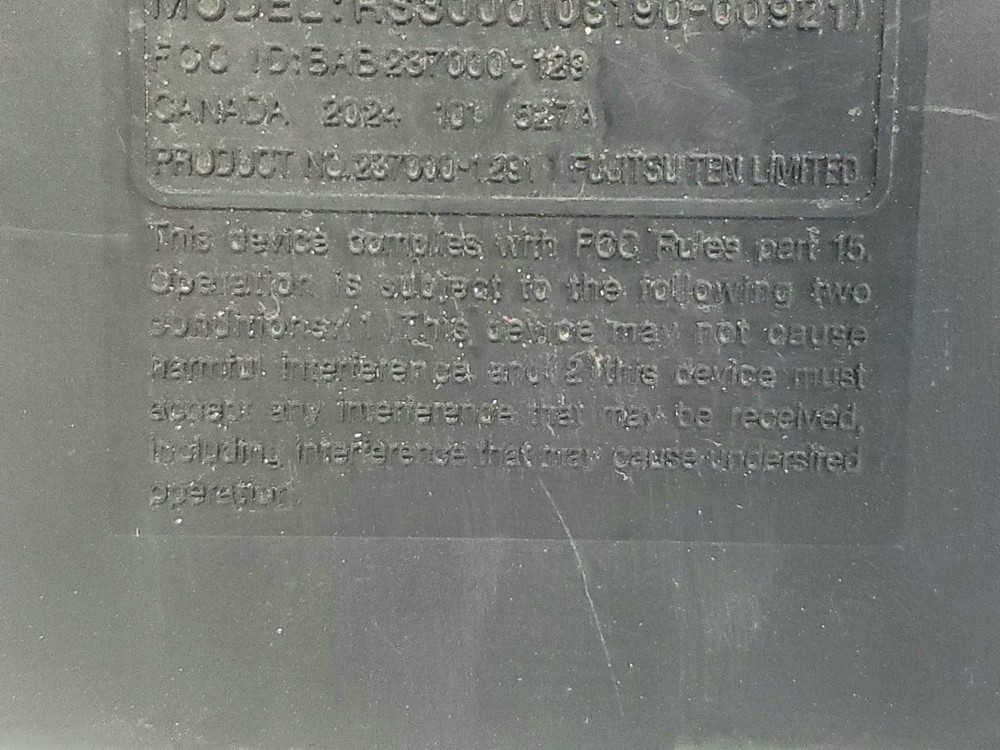 MODEL:RS3000(08190-00921)
FCC ID:BAB237000-129
CANADA 2024 101 527A
PRODUCT NO.237000-1291 FUJITSU TEN LIMITED
This device complies with FCC Rules part 15.
Operation is subject to the following two
conditions:(1)This device may not cause
harmful interference, and(2)this device must
accept any interference that may be received,
including interference that may cause undersired
operation.